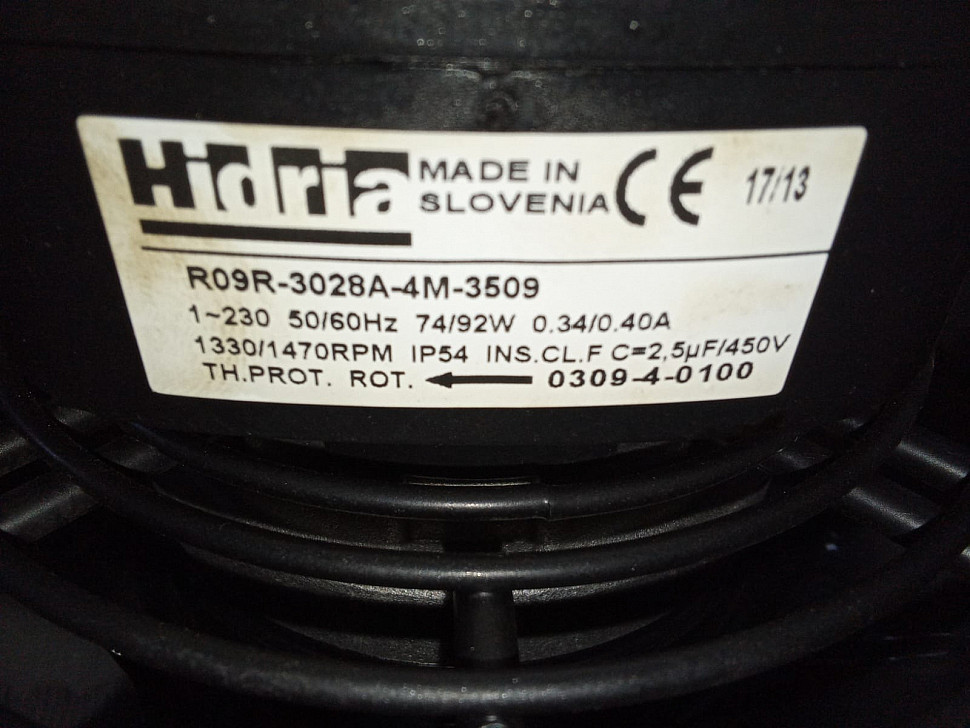 Hidria MADE IN SLOVENIA CE 17/13
R09R-3028A-4M-3509
1~230 50/60Hz 74/92W 0.34/0.40A
1330/1470RPM IP54 INS.CL.F C=2,5µF/450V
TH.PROT. ROT. ← 0309-4-0100